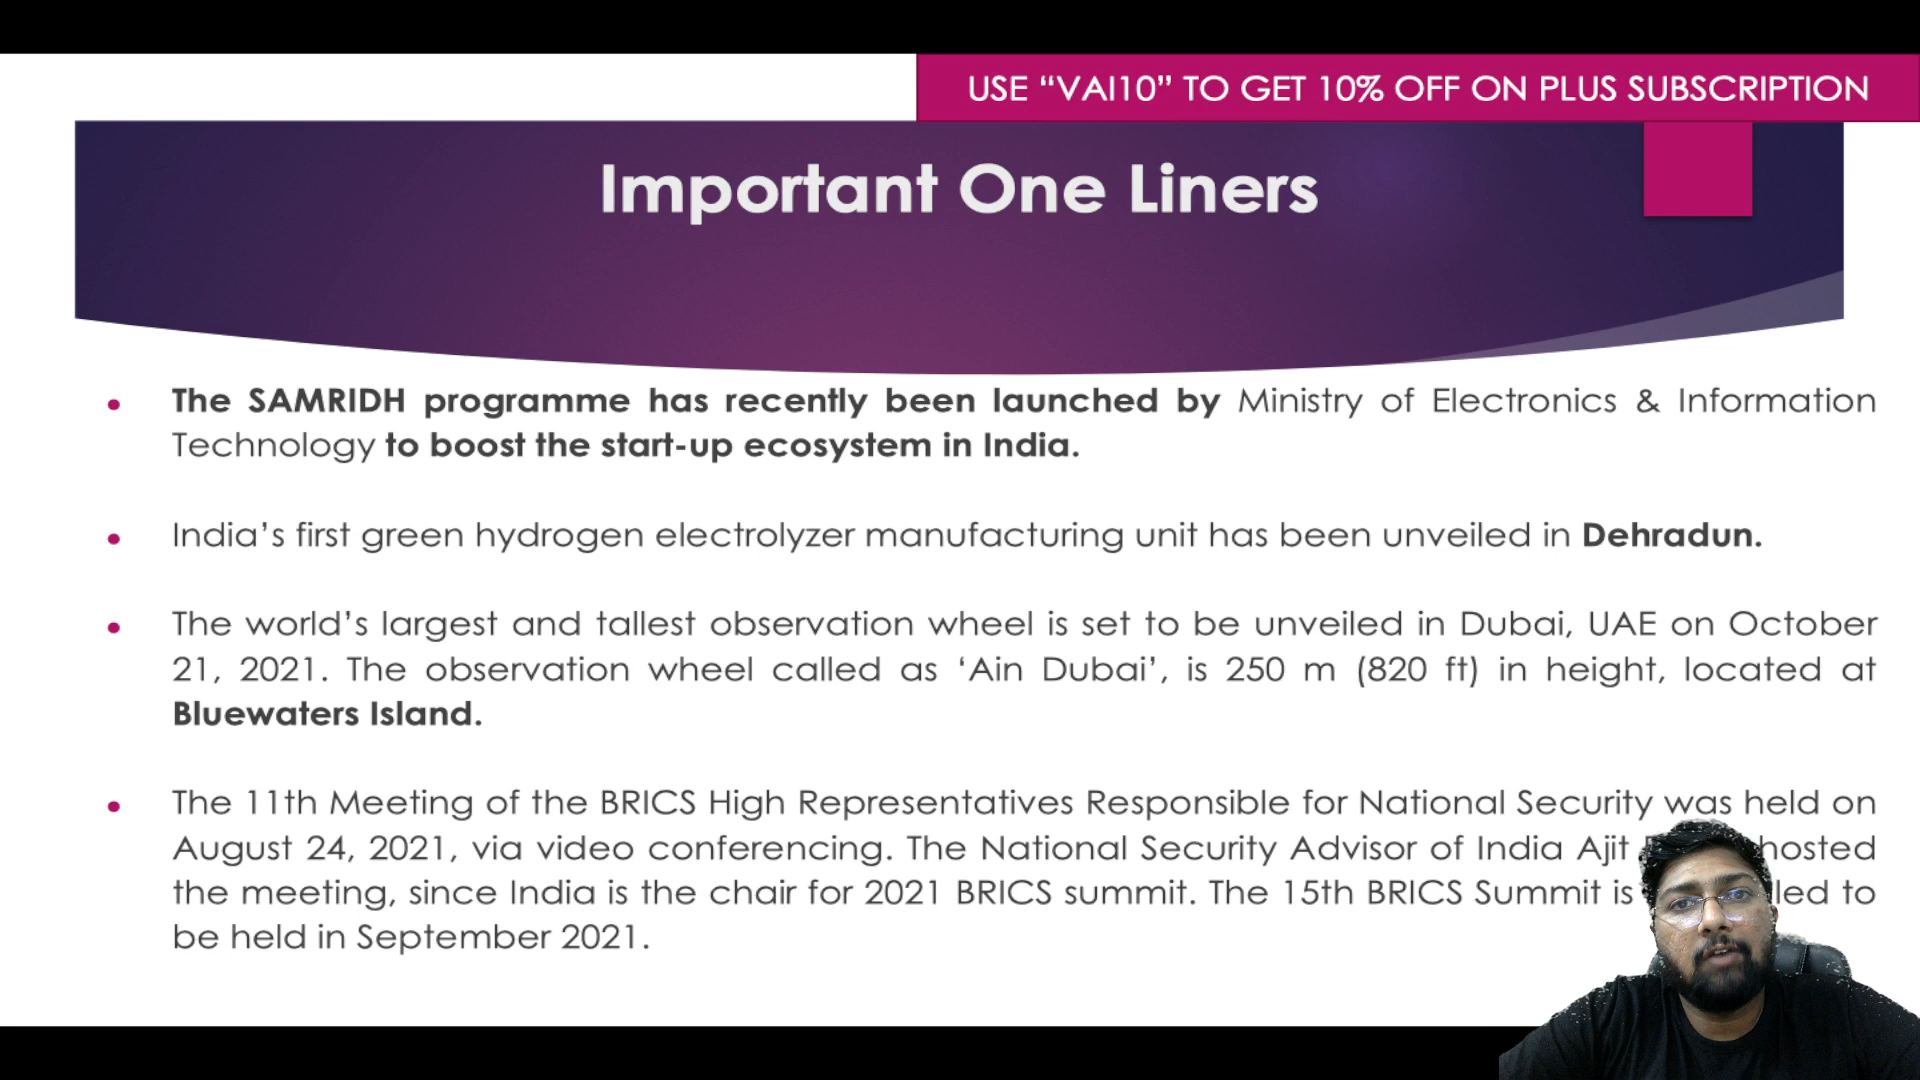 USE “VAI10” TO GET 10% OFF ON PLUS SUBSCRIPTION
Important One Liners
• The SAMRIDH programme has recently been launched by Ministry of Electronics & Information
Technology to boost the start-up ecosystem in India.
• India’s first green hydrogen electrolyzer manufacturing unit has been unveiled in Dehradun.
• The world’s largest and tallest observation wheel is set to be unveiled in Dubai, UAE on October
21, 2021. The observation wheel called as ‘Ain Dubai’, is 250 m (820 ft) in height, located at
Bluewaters Island.
• The 11th Meeting of the BRICS High Representatives Responsible for National Security was held on
August 24, 2021, via video conferencing. The National Security Advisor of India Ajit hosted
the meeting, since India is the chair for 2021 BRICS summit. The 15th BRICS Summit is to
be held in September 2021.